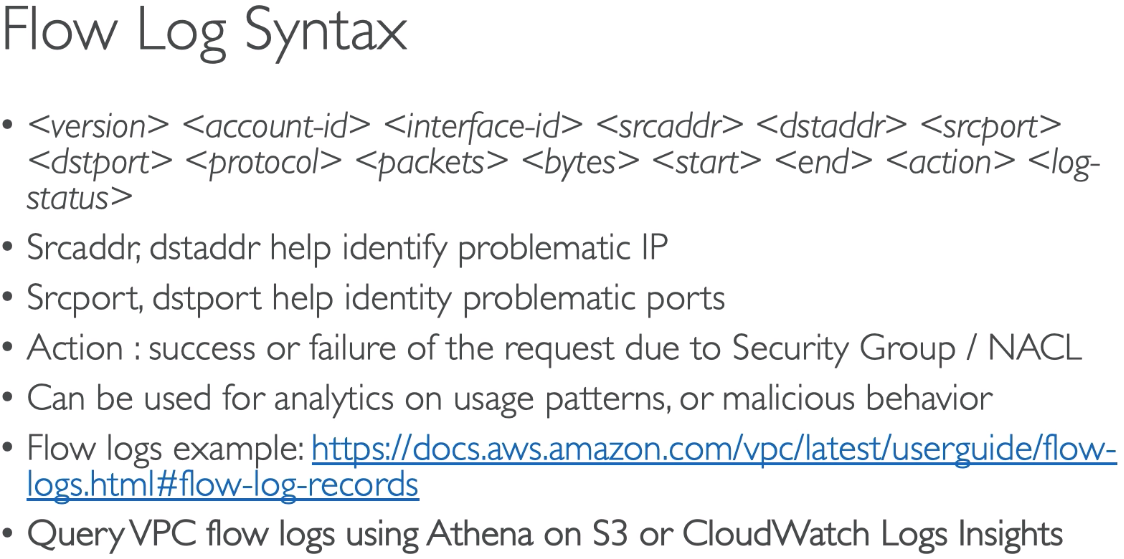 Flow Log Syntax
• <version> <account-id> <interface-id> <srcaddr> <dstaddr> <srcport>
<dstport> <protocol> <packets> <bytes> <start> <end> <action> <log-
status>
• Srcaddr, dstaddr help identify problematic IP
• Srcport, dstport help identity problematic ports
• Action : success or failure of the request due to Security Group / NACL
• Can be used for analytics on usage patterns, or malicious behavior
• Flow logs example: https://docs.aws.amazon.com/vpc/latest/userguide/flow-
logs.html#flow-log-records
• Query VPC flow logs using Athena on S3 or CloudWatch Logs Insights